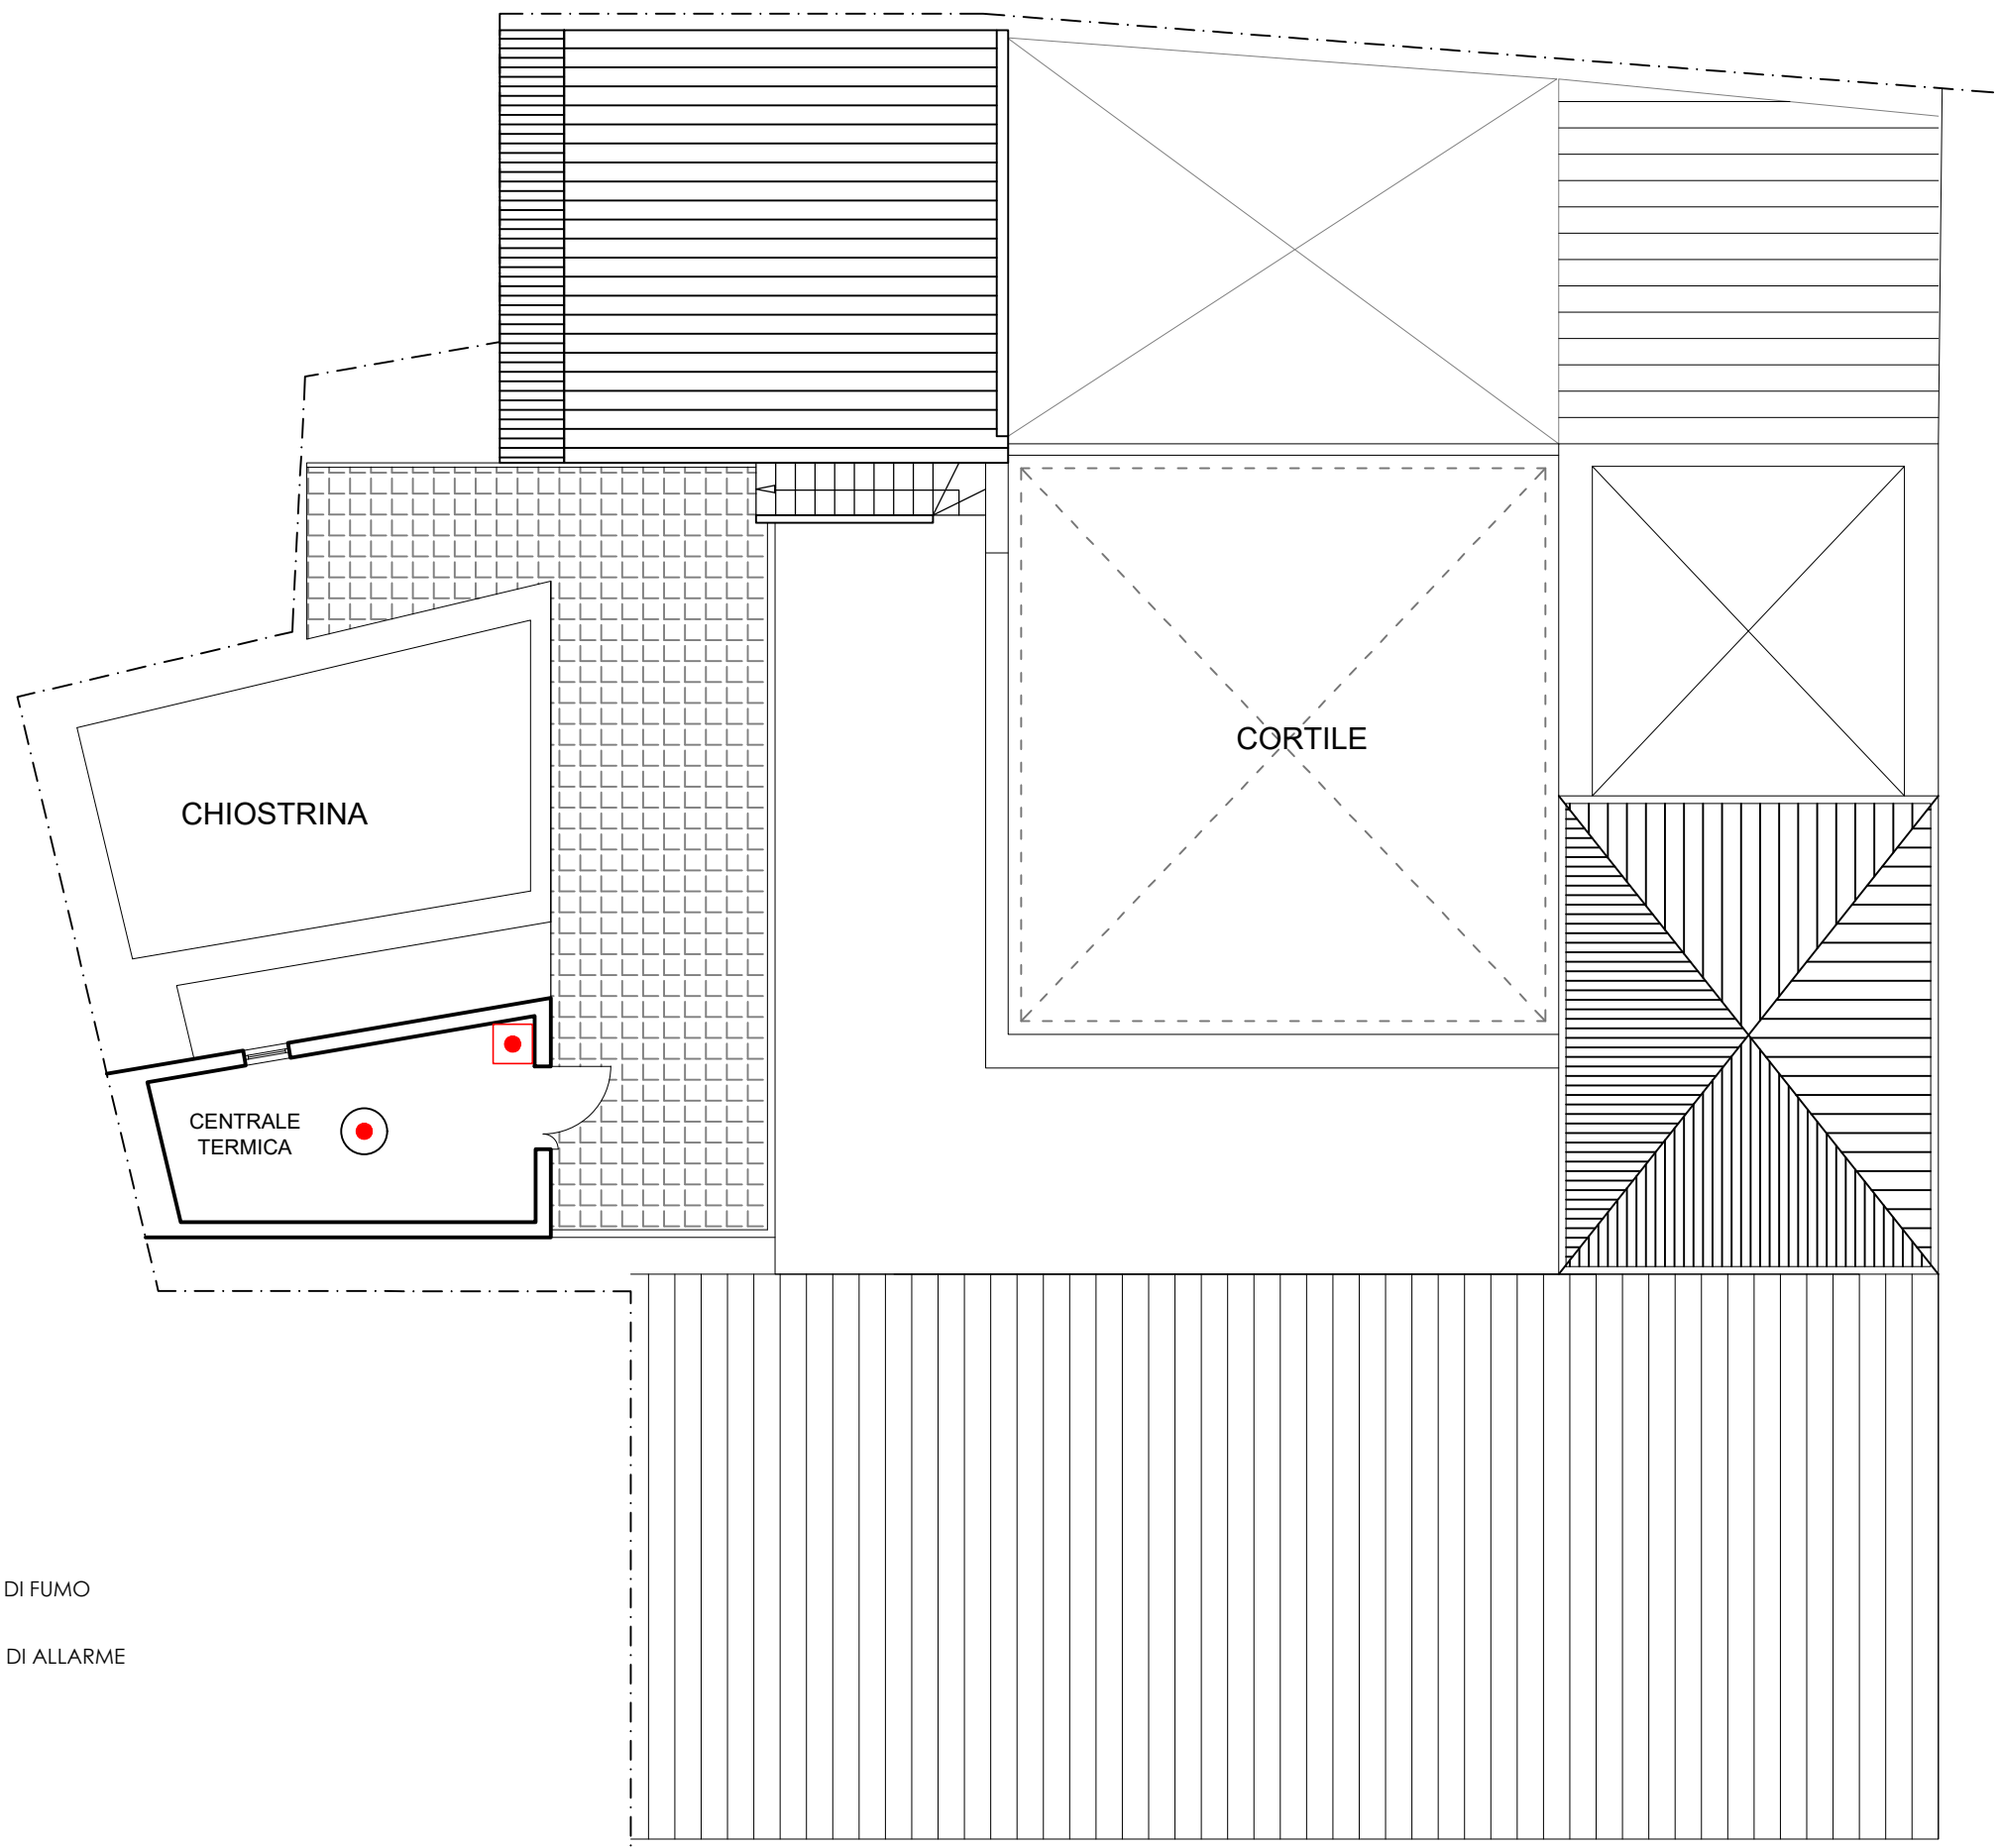 CORTILE
CHIOSTRINA
CENTRALE
TERMICA
DI FUMO
DI ALLARME